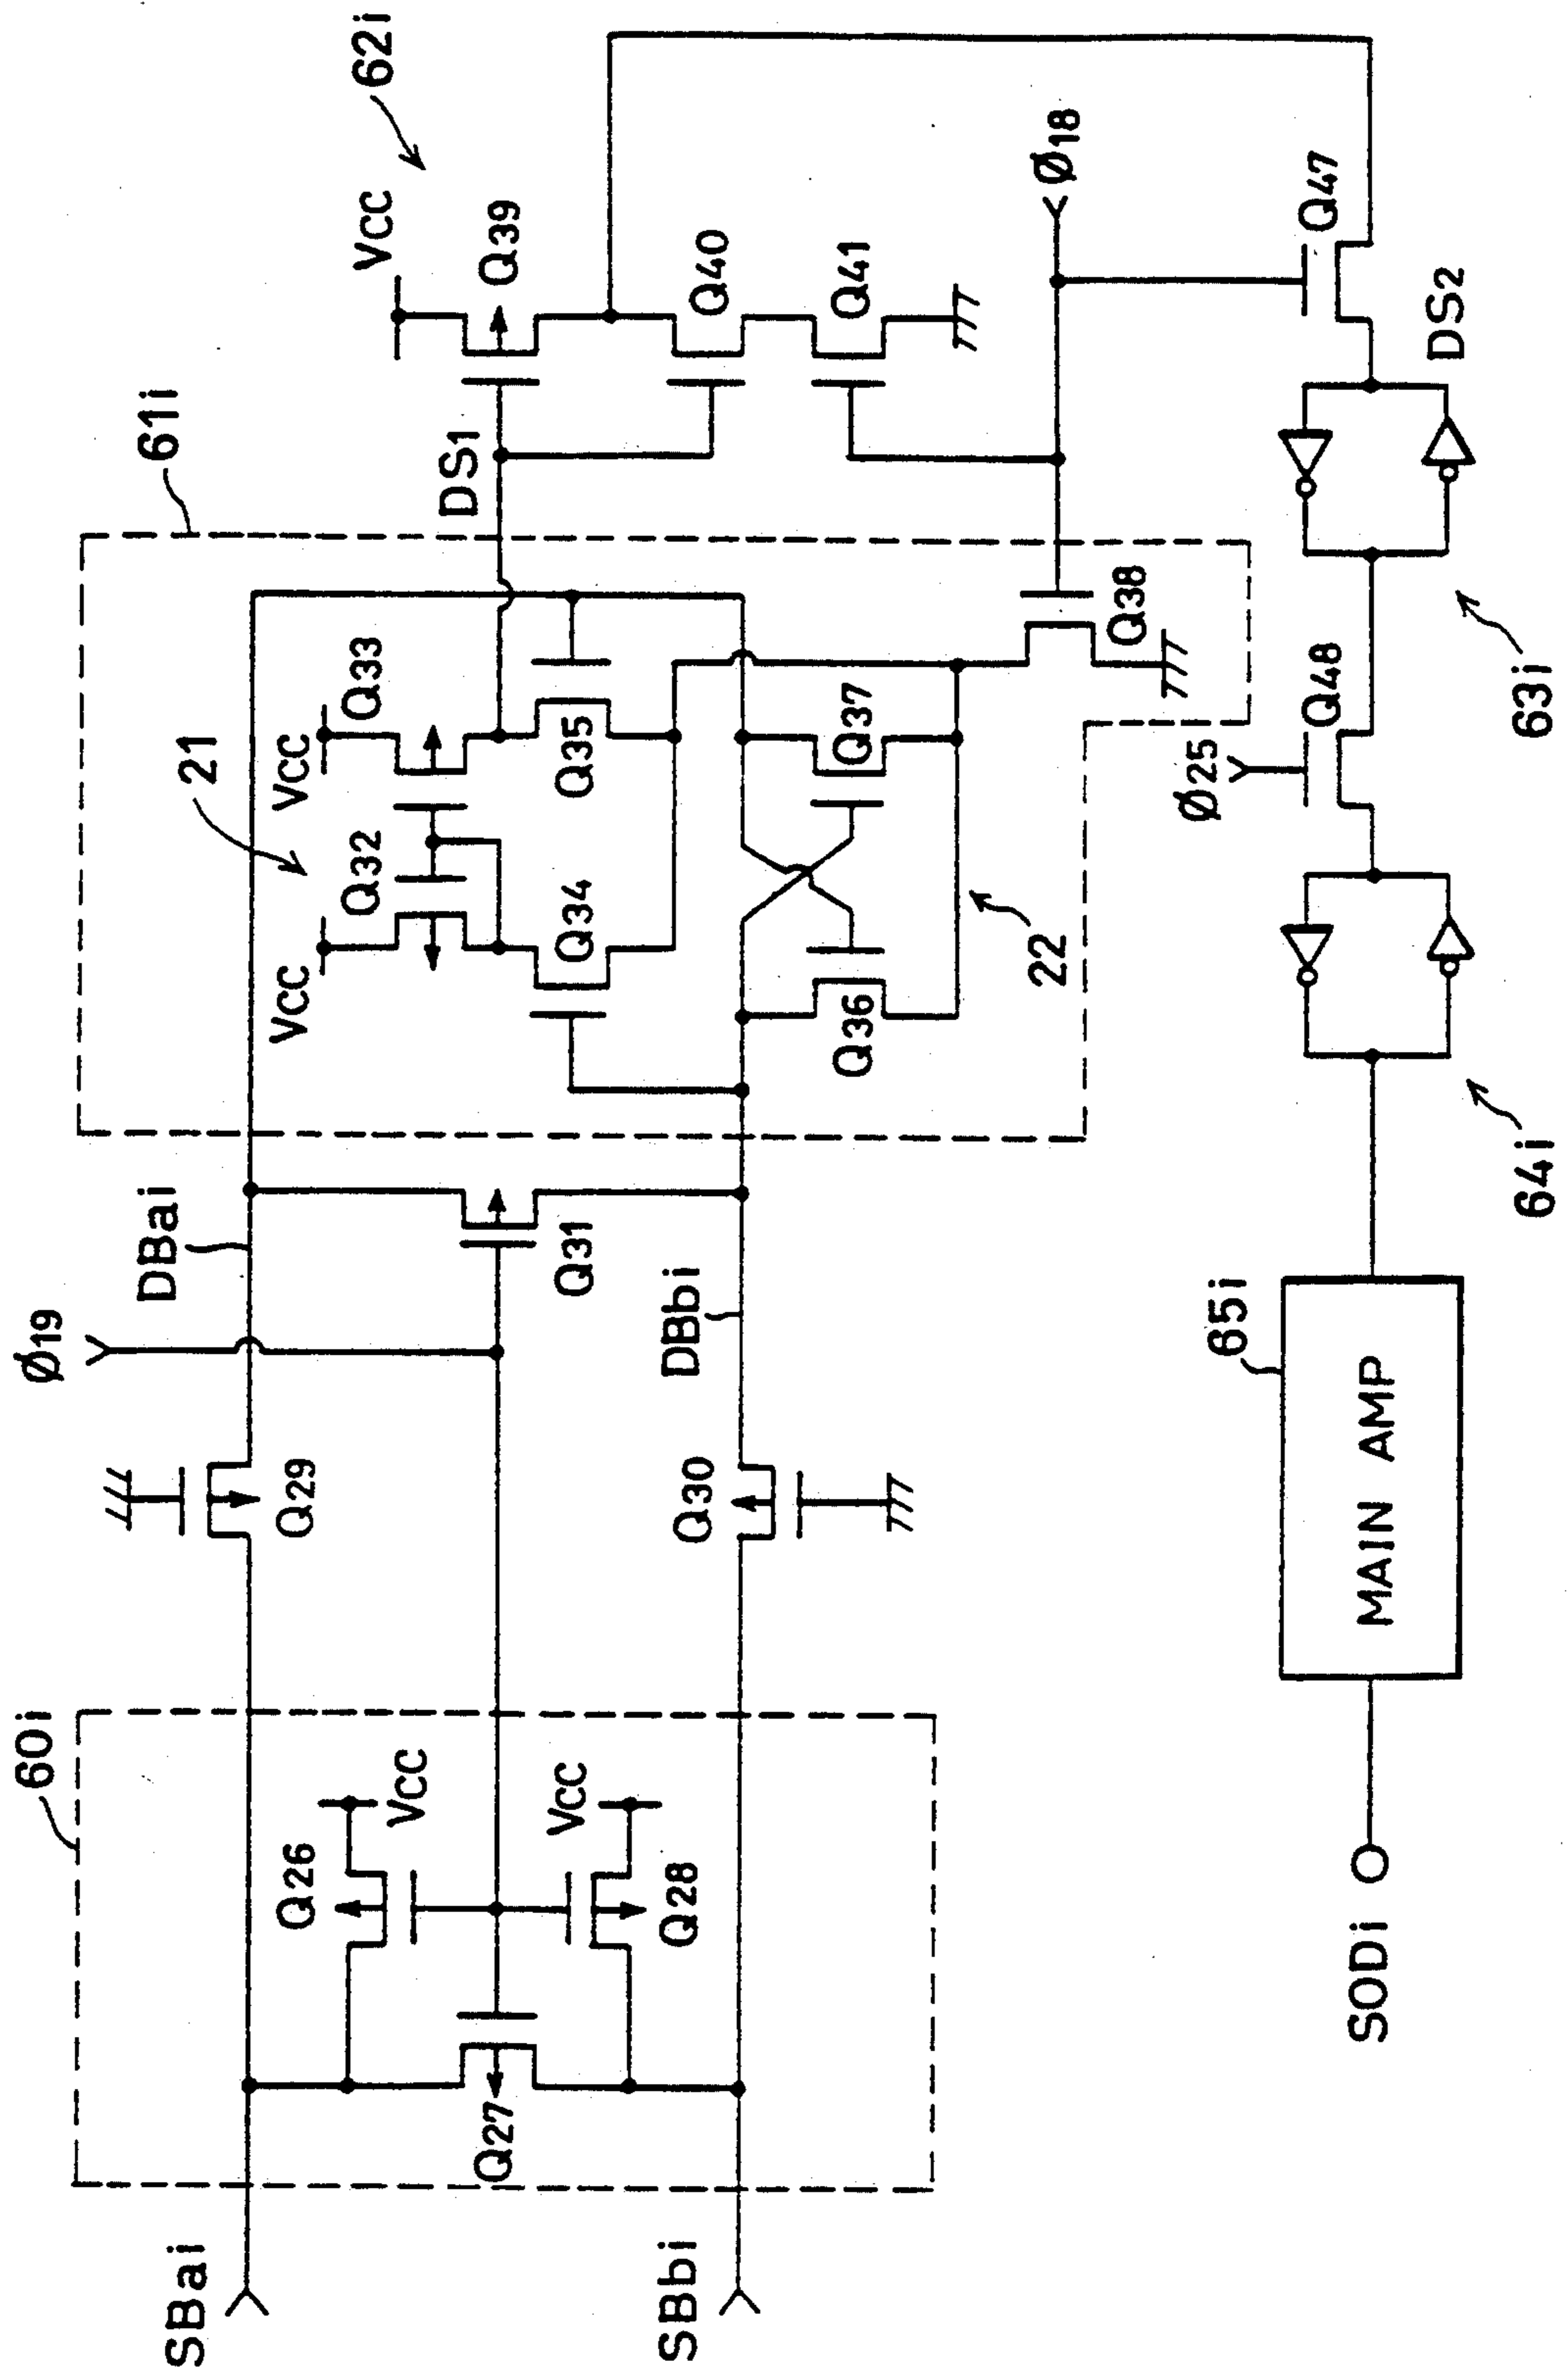 SBai
SBbi
60i
Q26
Vcc
Q27
Vcc
Q28
Q29
Q30
Ø19
DBai
DBbi
Q31
61i
21
Vcc
Q32
Vcc
Q33
Q34
Q35
Q36
Q37
22
Q38
DS1
62i
Vcc
Q39
Q40
Q41
Ø18
Q47
DS2
63i
Q48
Ø25
64i
65i
MAIN AMP
SODi